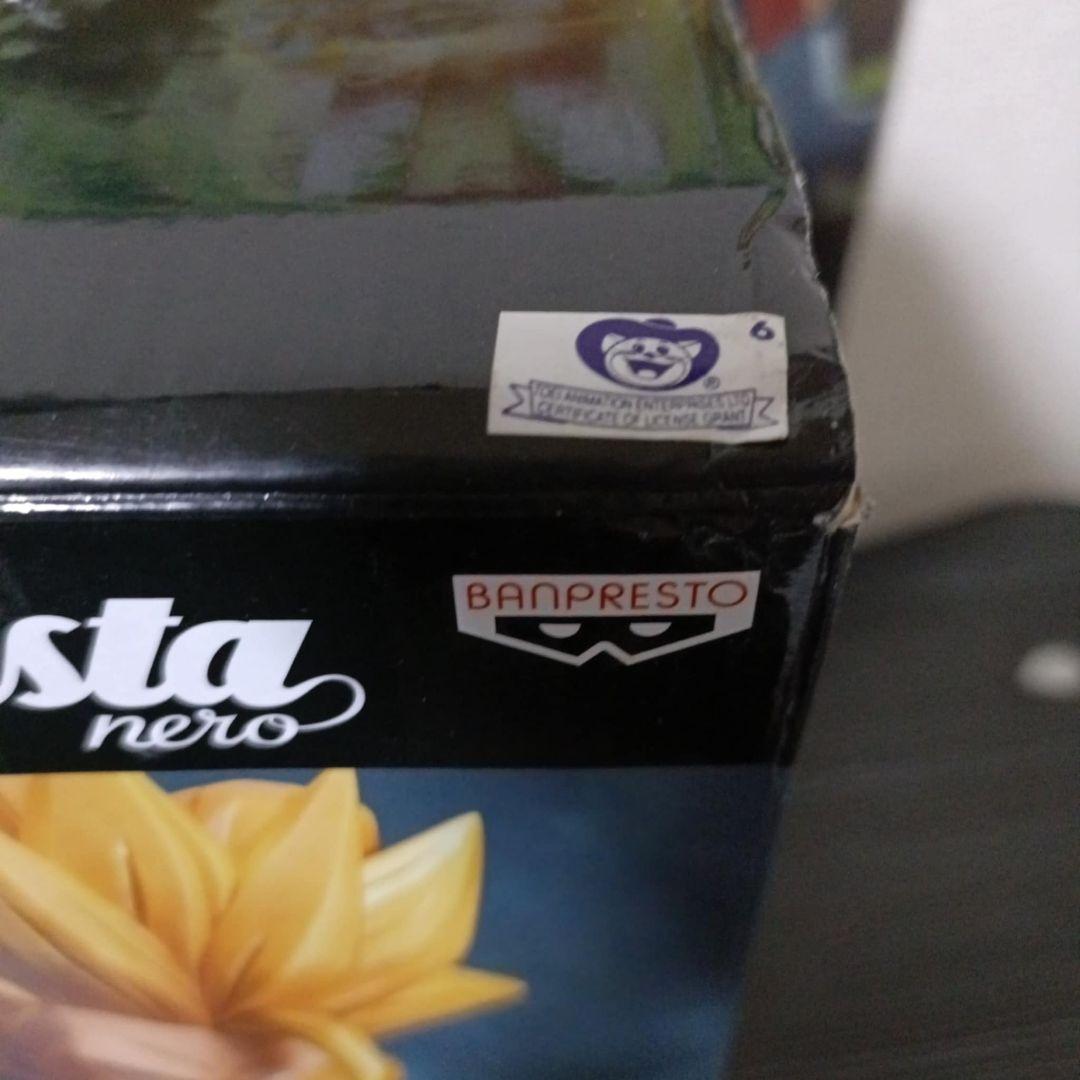 6
®
TOEI ANIMATION ENTERPRISES LTD
CERTIFICATE OF LICENSE GRANT
BANPRESTO
sta
nero